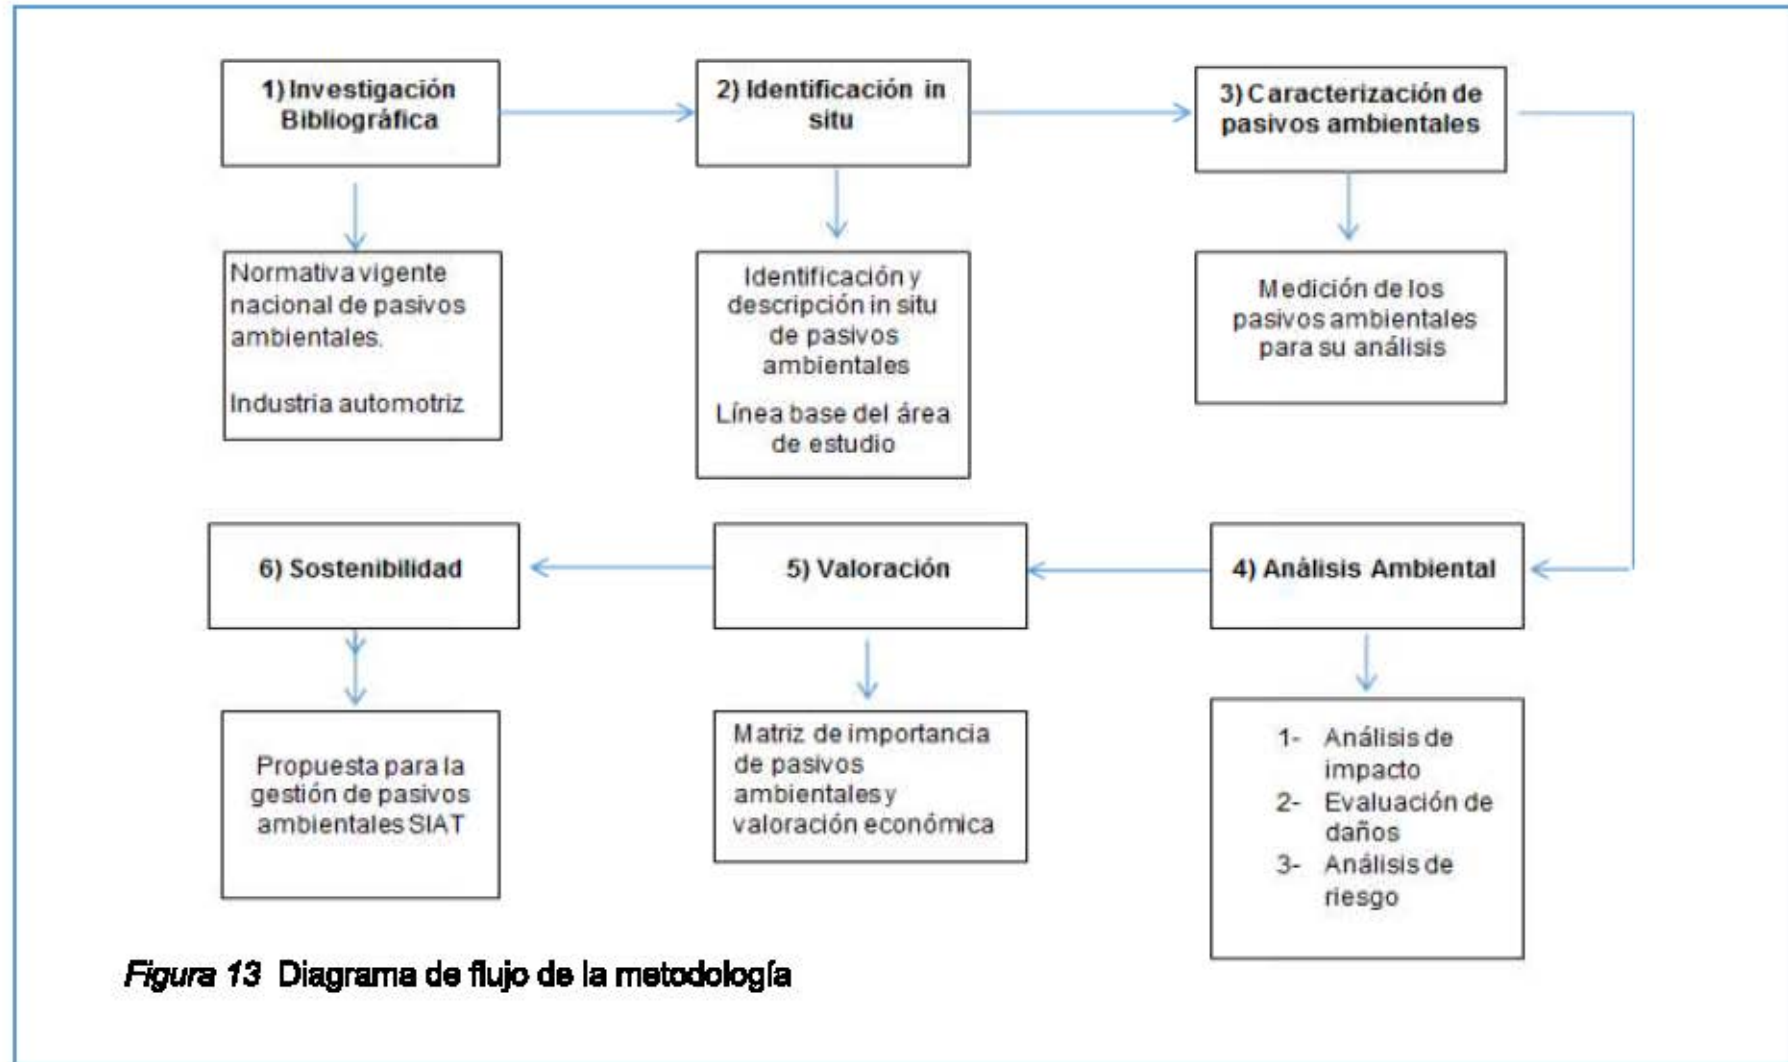 1) Investigación
Bibliográfica
2) Identificación in
situ
3) Caracterización de
pasivos ambientales
Normativa vigente
nacional de pasivos
ambientales.
Industria automotriz
Identificación y
descripción in situ
de pasivos
ambientales
Línea base del área
de estudio
Medición de los
pasivos ambientales
para su análisis
6) Sostenibilidad
5) Valoración
4) Análisis Ambiental
Propuesta para la
gestión de pasivos
ambientales SIAT
Matriz de importancia
de pasivos
ambientales y
valoración económica
1- Análisis de
impacto
2- Evaluación de
daños
3- Análisis de
riesgo
Figura 13 Diagrama de flujo de la metodología